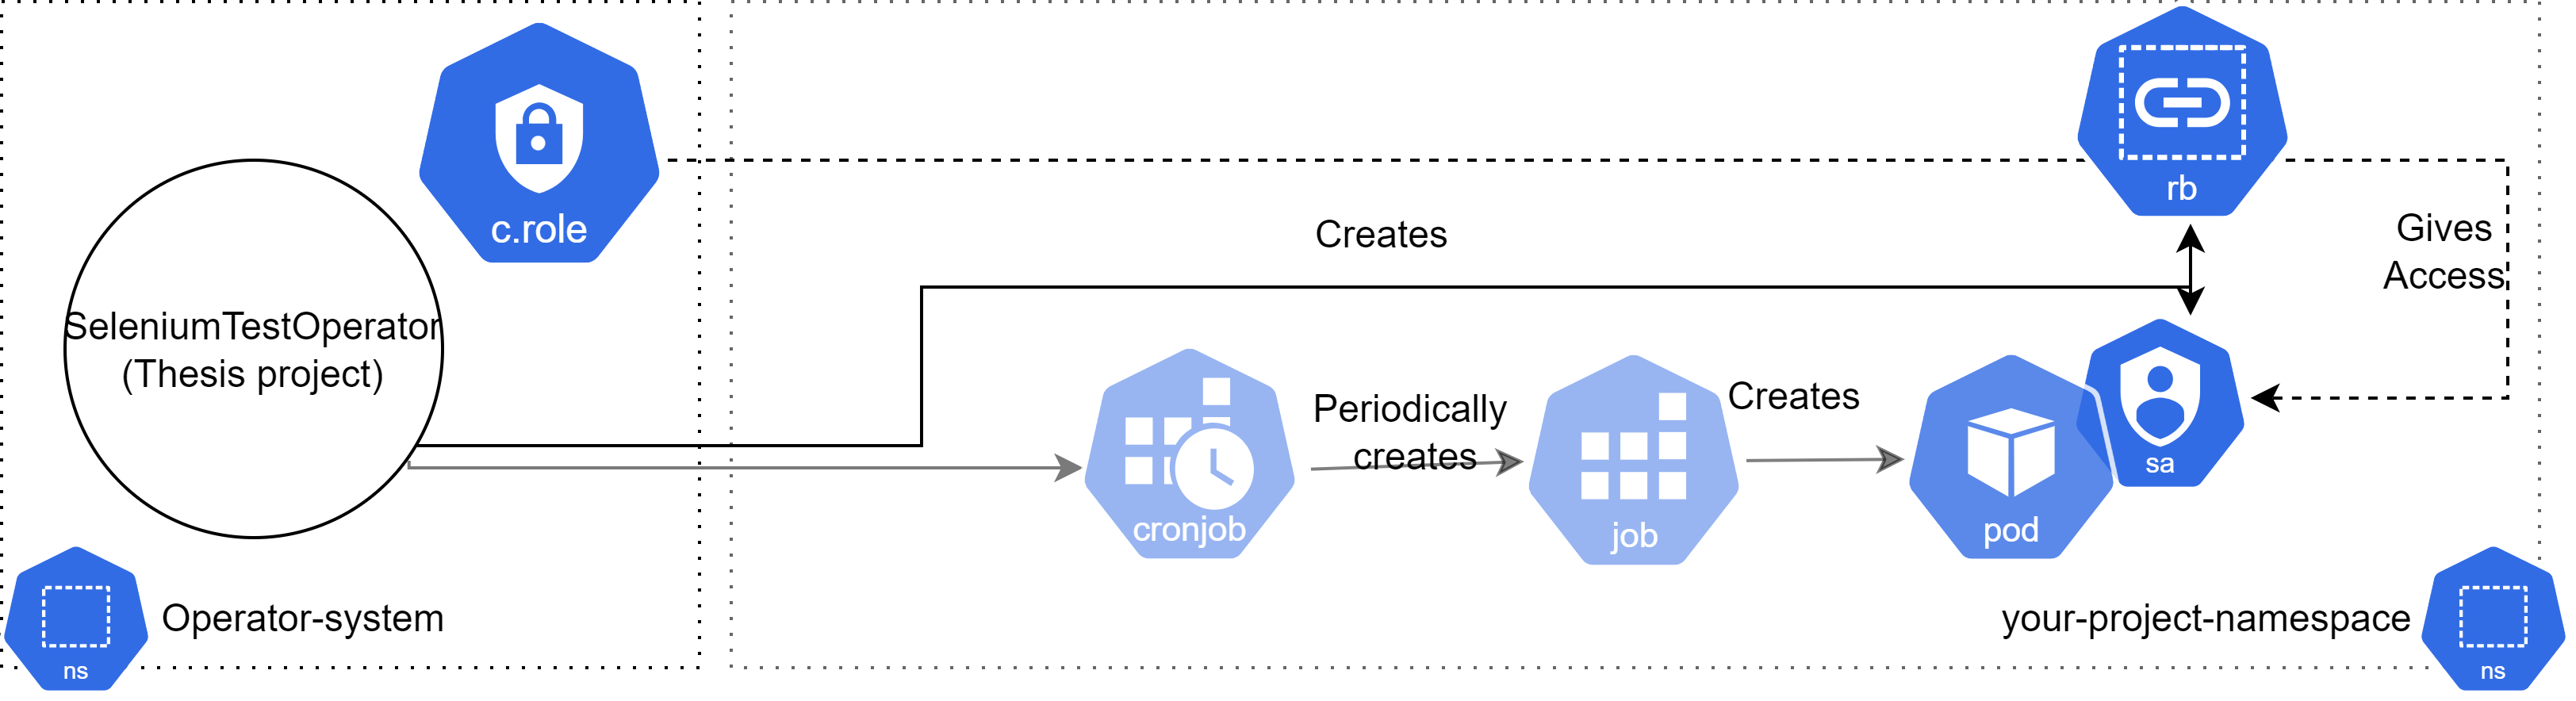 c.role
rb
Creates
Gives
Access
SeleniumTestOperator
(Thesis project)
Periodically
creates
Creates
sa
cronjob
job
pod
Operator-system
ns
your-project-namespace
ns